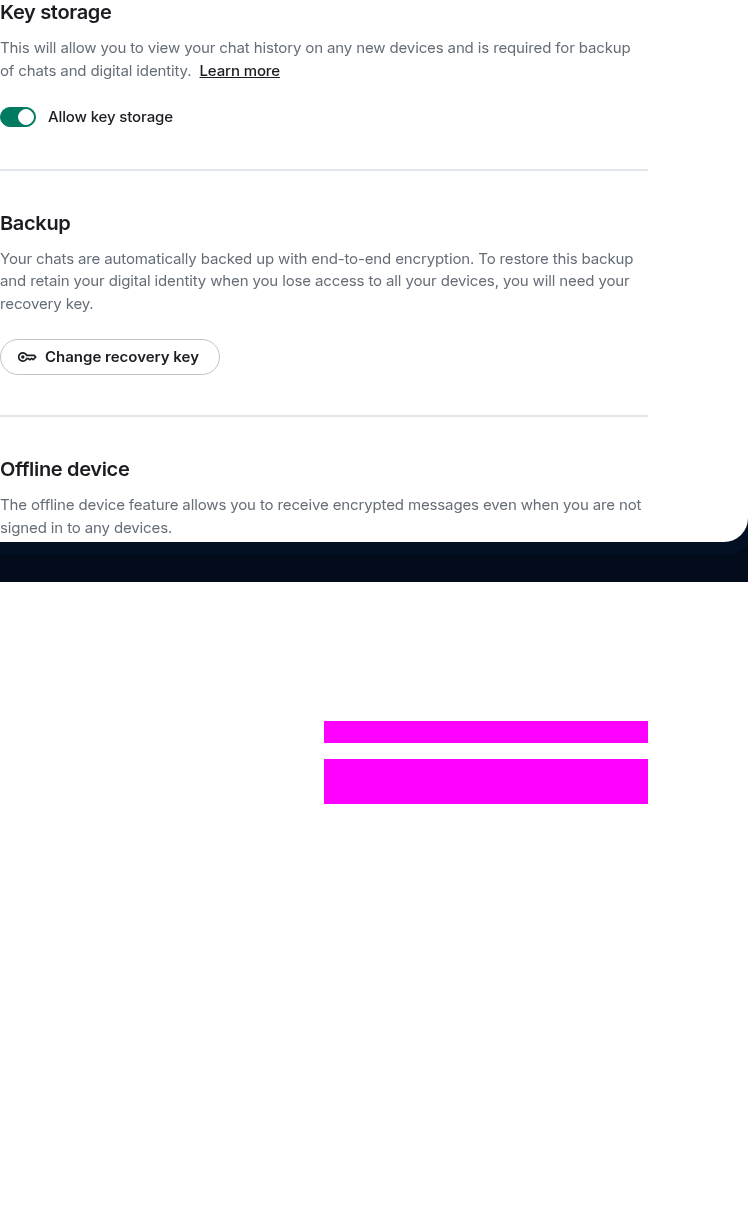 Key storage
This will allow you to view your chat history on any new devices and is required for backup
of chats and digital identity. Learn more
Allow key storage
Backup
Your chats are automatically backed up with end-to-end encryption. To restore this backup
and retain your digital identity when you lose access to all your devices, you will need your
recovery key.
Change recovery key
Offline device
The offline device feature allows you to receive encrypted messages even when you are not
signed in to any devices.